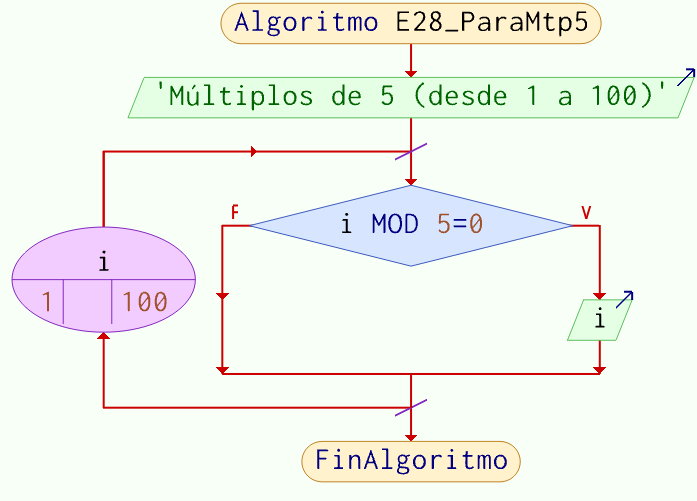 Algoritmo E28_ParaMtp5
'Múltiplos de 5 (desde 1 a 100)'
F
V
i MOD 5=0
i
1 100
i
FinAlgoritmo